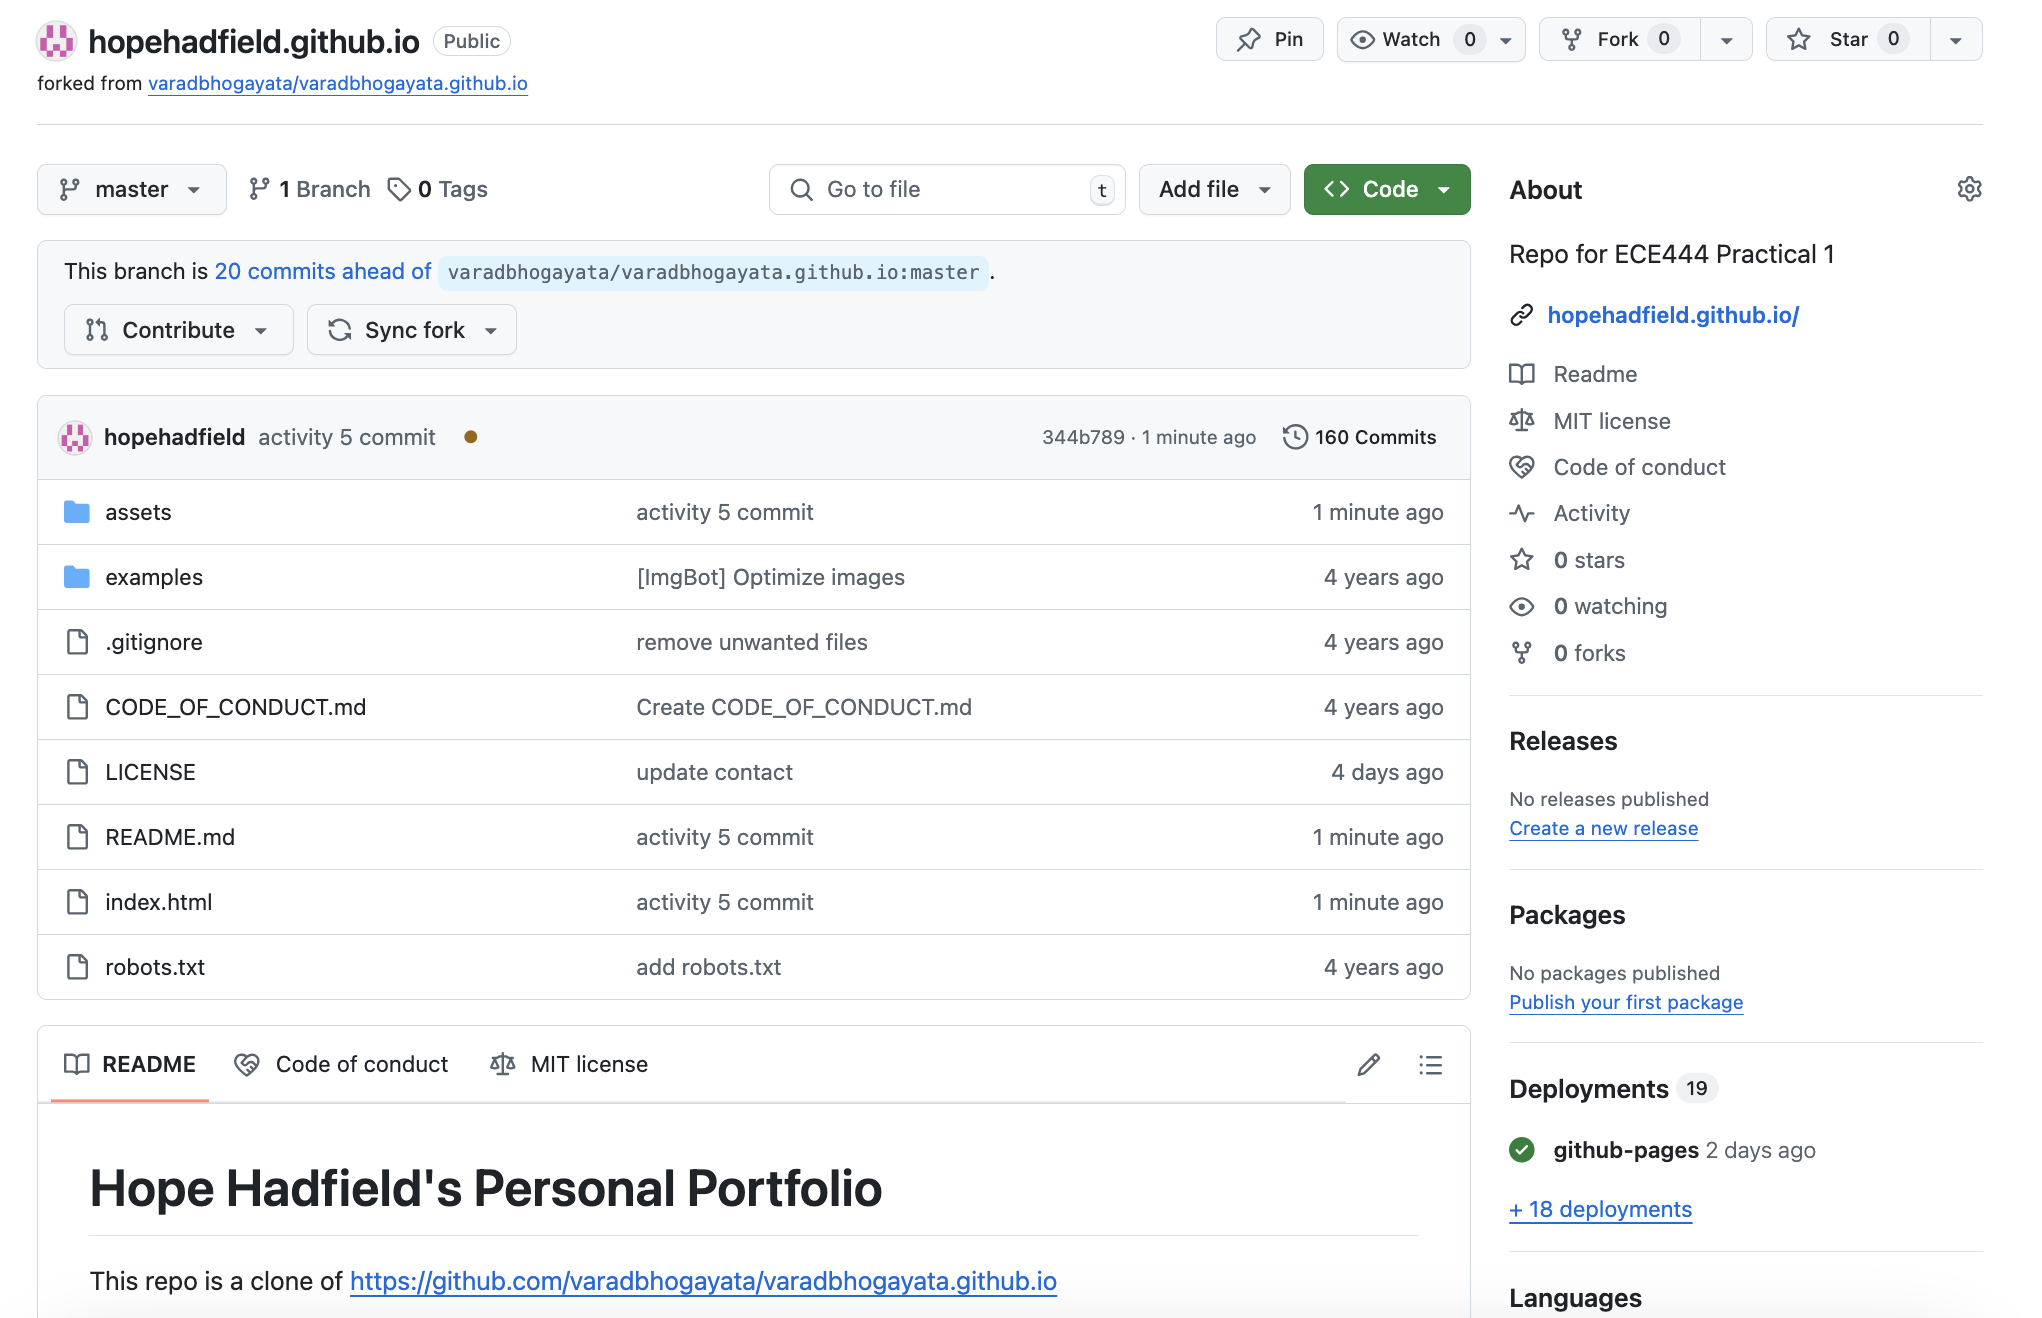 hopehadfield.github.io Public Pin Watch 0 Fork 0 Star 0
forked from varadbhogayata/varadbhogayata.github.io
master 1 Branch 0 Tags Go to file t Add file Code
This branch is 20 commits ahead of varadbhogayata/varadbhogayata.github.io:master .
Contribute Sync fork
hopehadfield activity 5 commit 344b789 · 1 minute ago 160 Commits
assets activity 5 commit 1 minute ago
examples [ImgBot] Optimize images 4 years ago
.gitignore remove unwanted files 4 years ago
CODE_OF_CONDUCT.md Create CODE_OF_CONDUCT.md 4 years ago
LICENSE update contact 4 days ago
README.md activity 5 commit 1 minute ago
index.html activity 5 commit 1 minute ago
robots.txt add robots.txt 4 years ago
README Code of conduct MIT license
Hope Hadfield's Personal Portfolio
This repo is a clone of https://github.com/varadbhogayata/varadbhogayata.github.io
About
Repo for ECE444 Practical 1
hopehadfield.github.io/
Readme
MIT license
Code of conduct
Activity
0 stars
0 watching
0 forks
Releases
No releases published
Create a new release
Packages
No packages published
Publish your first package
Deployments 19
github-pages 2 days ago
+ 18 deployments
Languages